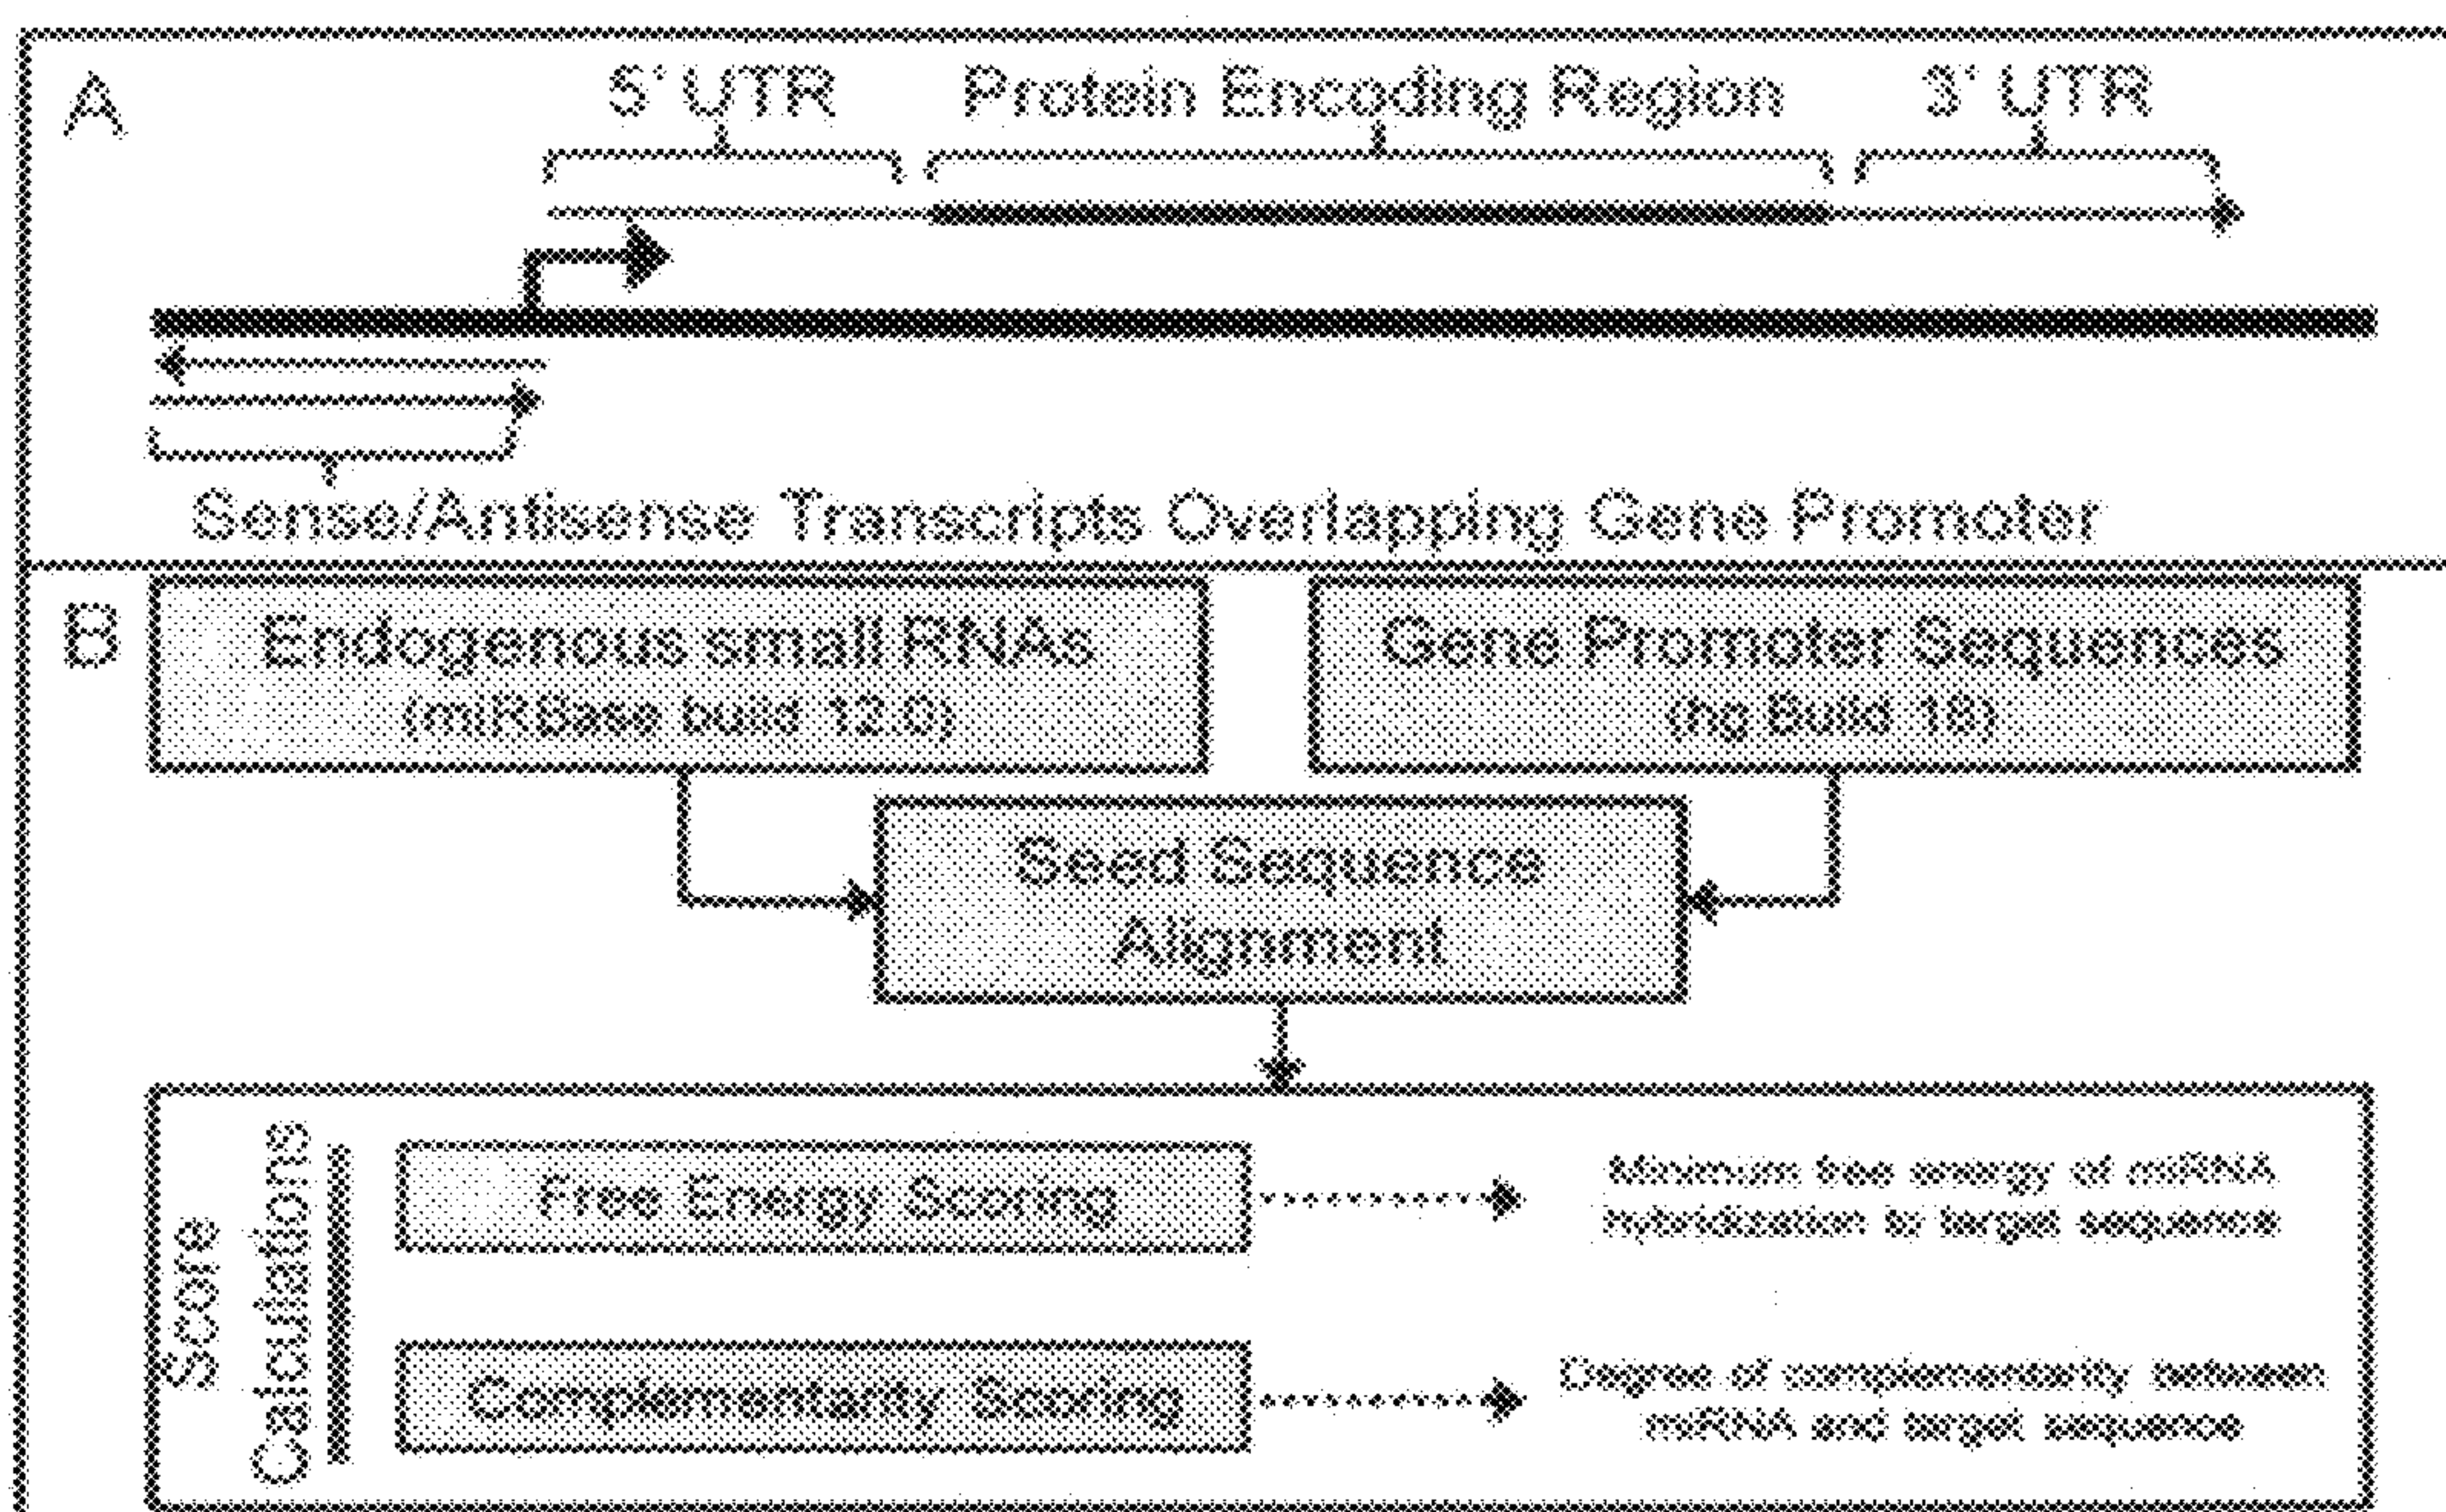 A
5' UTR Protein Encoding Region 3' UTR
Sense/Antisense Transcripts Overlapping Gene Promoter
B
Endogenous small RNAs
(miRBase build 12.0)
Gene Promoter Sequences
(hg Build 18)
Seed Sequence
Alignment
Score
Calculations
Free Energy Scoring
Minimum free energy of miRNA
hybridization to target sequence
Complementarity Scoring
Degree of complementarity between
miRNA and target sequence